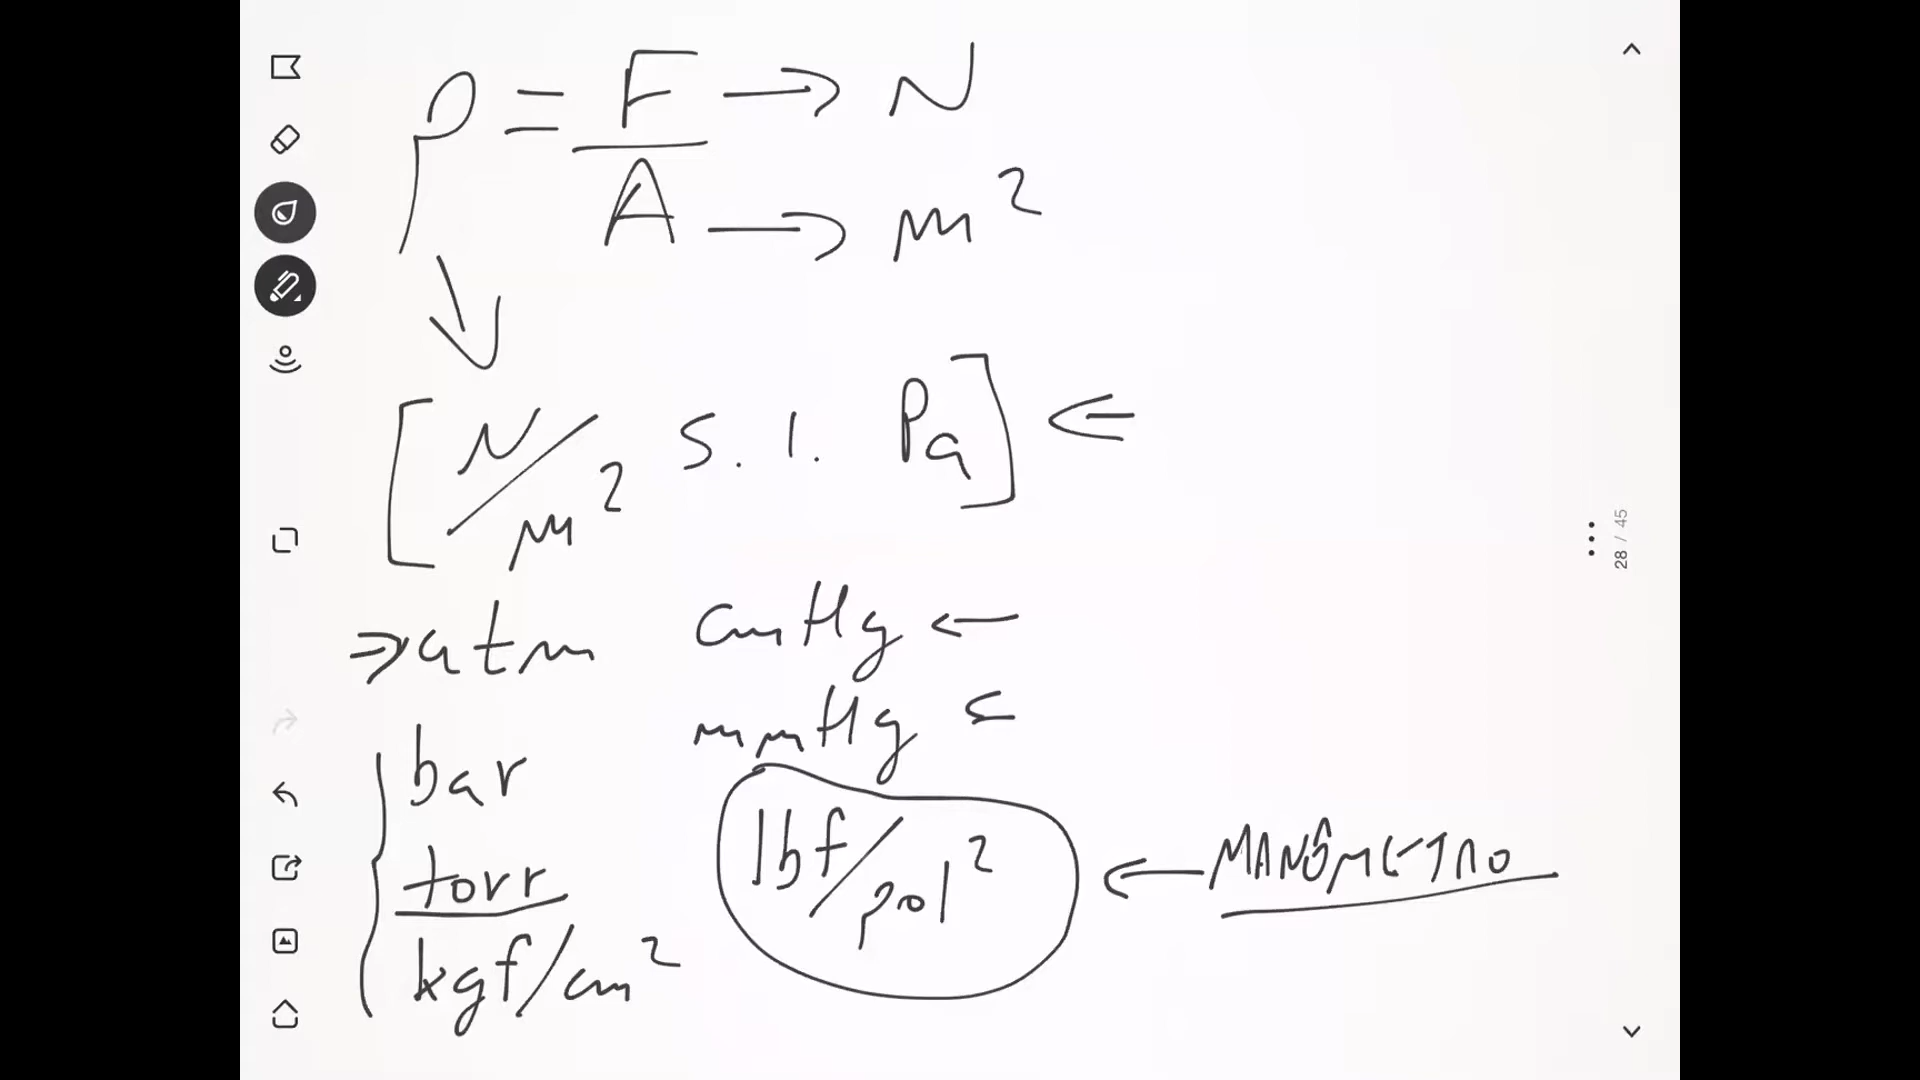 p = F → N
A → m²
↓
[N/m² S.I. Pa] ⇐
⇒ atm cmHg ←
mmHg ⇐
bar
lbf/pol² ← MANÔMETRO
torr
kgf/cm²
28 / 45